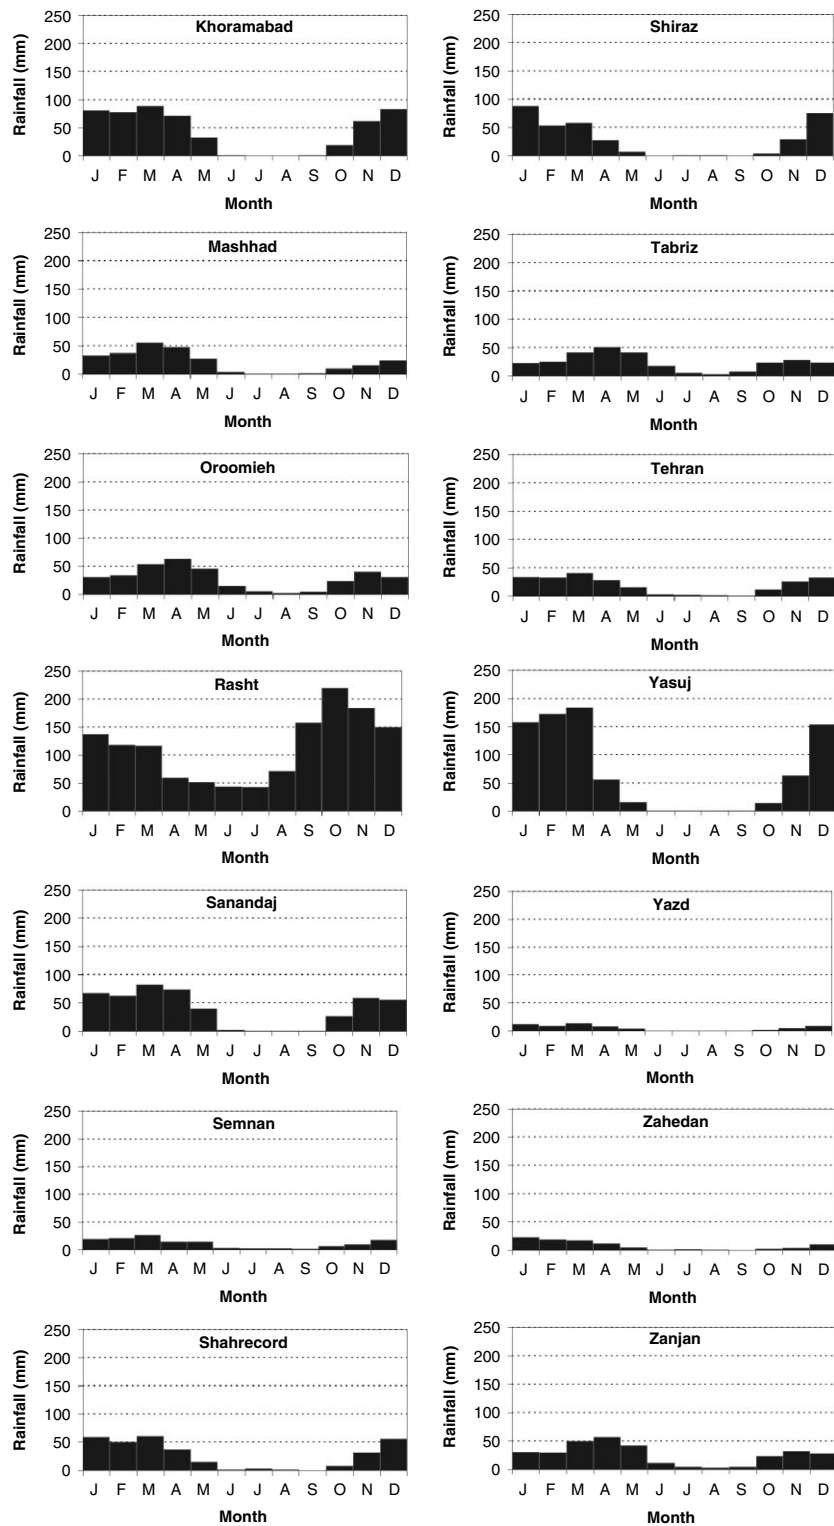 Khoramabad
Rainfall (mm)
250
200
150
100
50
0
J F M A M J J A S O N D
Month
Shiraz
Rainfall (mm)
250
200
150
100
50
0
J F M A M J J A S O N D
Month
Mashhad
Rainfall (mm)
250
200
150
100
50
0
J F M A M J J A S O N D
Month
Tabriz
Rainfall (mm)
250
200
150
100
50
0
J F M A M J J A S O N D
Month
Oroomieh
Rainfall (mm)
250
200
150
100
50
0
J F M A M J J A S O N D
Month
Tehran
Rainfall (mm)
250
200
150
100
50
0
J F M A M J J A S O N D
Month
Rasht
Rainfall (mm)
250
200
150
100
50
0
J F M A M J J A S O N D
Month
Yasuj
Rainfall (mm)
250
200
150
100
50
0
J F M A M J J A S O N D
Month
Sanandaj
Rainfall (mm)
250
200
150
100
50
0
J F M A M J J A S O N D
Month
Yazd
Rainfall (mm)
250
200
150
100
50
0
J F M A M J J A S O N D
Month
Semnan
Rainfall (mm)
250
200
150
100
50
0
J F M A M J J A S O N D
Month
Zahedan
Rainfall (mm)
250
200
150
100
50
0
J F M A M J J A S O N D
Month
Shahrecord
Rainfall (mm)
250
200
150
100
50
0
J F M A M J J A S O N D
Month
Zanjan
Rainfall (mm)
250
200
150
100
50
0
J F M A M J J A S O N D
Month